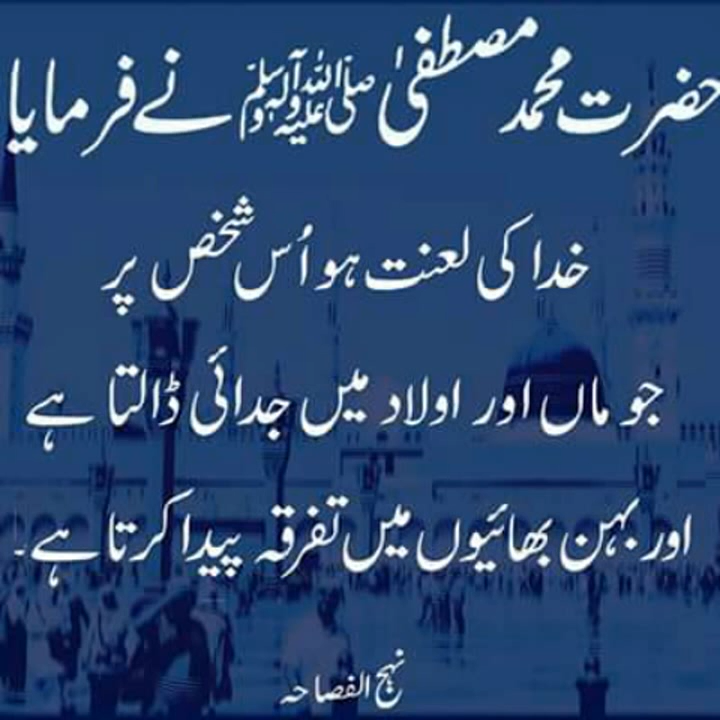 حضرت محمد مصطفیٰ صلی اللہ علیہ وآلہ وسلم نے فرمایا
خدا کی لعنت ہو اُس شخص پر
جو ماں اور اولاد میں جدائی ڈالتا ہے
اور بہن بھائیوں میں تفرقہ پیدا کرتا ہے۔
نہج الفصاحہ